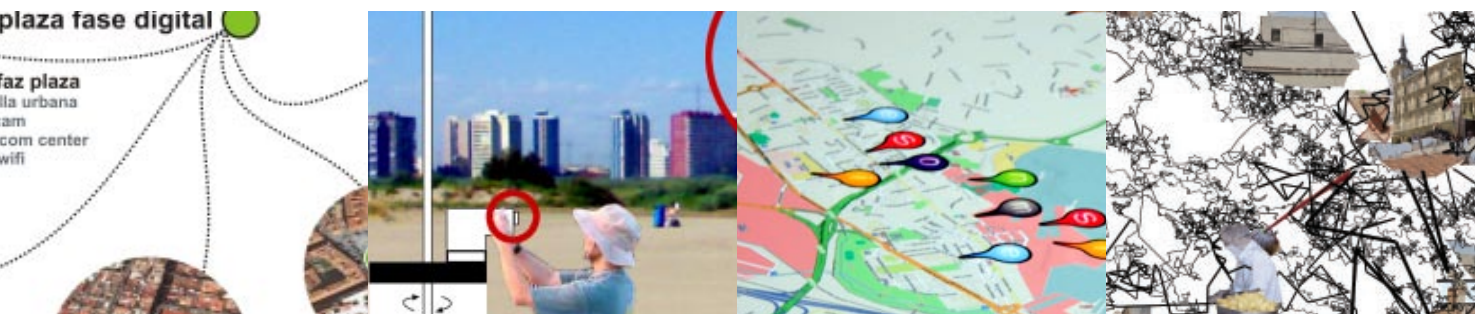 plaza fase digital
faz plaza
lla urbana
am
com center
wifi
S
O
S